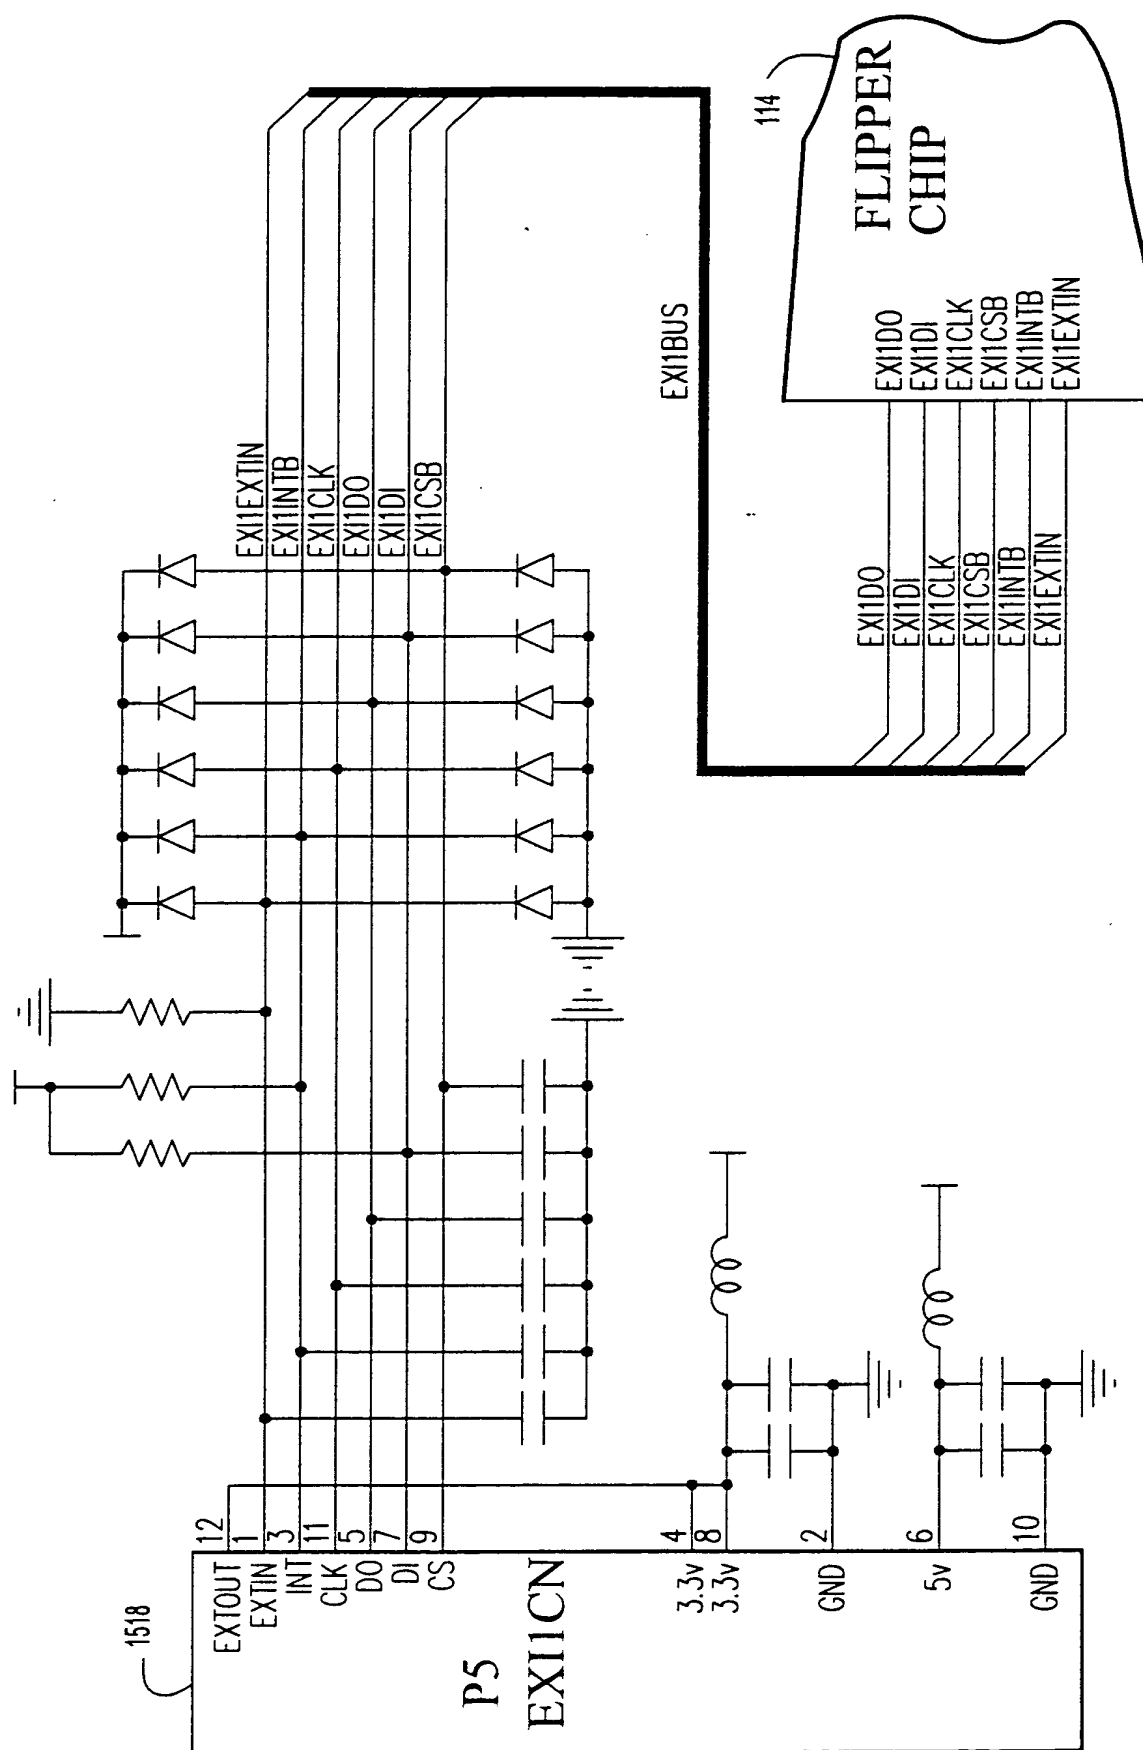 1518
P5
EXI1CN
EXTOUT 12
EXTIN 1
INT 3
CLK 11
DO 5
DI 7
CS 9
3.3v 4
3.3v 8
GND 2
5v 6
GND 10
EXI1EXTIN
EXI1INTB
EXI1CLK
EXI1DO
EXI1DI
EXI1CSB
EXI1BUS
EXI1DO
EXI1DI
EXI1CLK
EXI1CSB
EXI1INTB
EXI1EXTIN
114
FLIPPER
CHIP
EXI1DO
EXI1DI
EXI1CLK
EXI1CSB
EXI1INTB
EXI1EXTIN